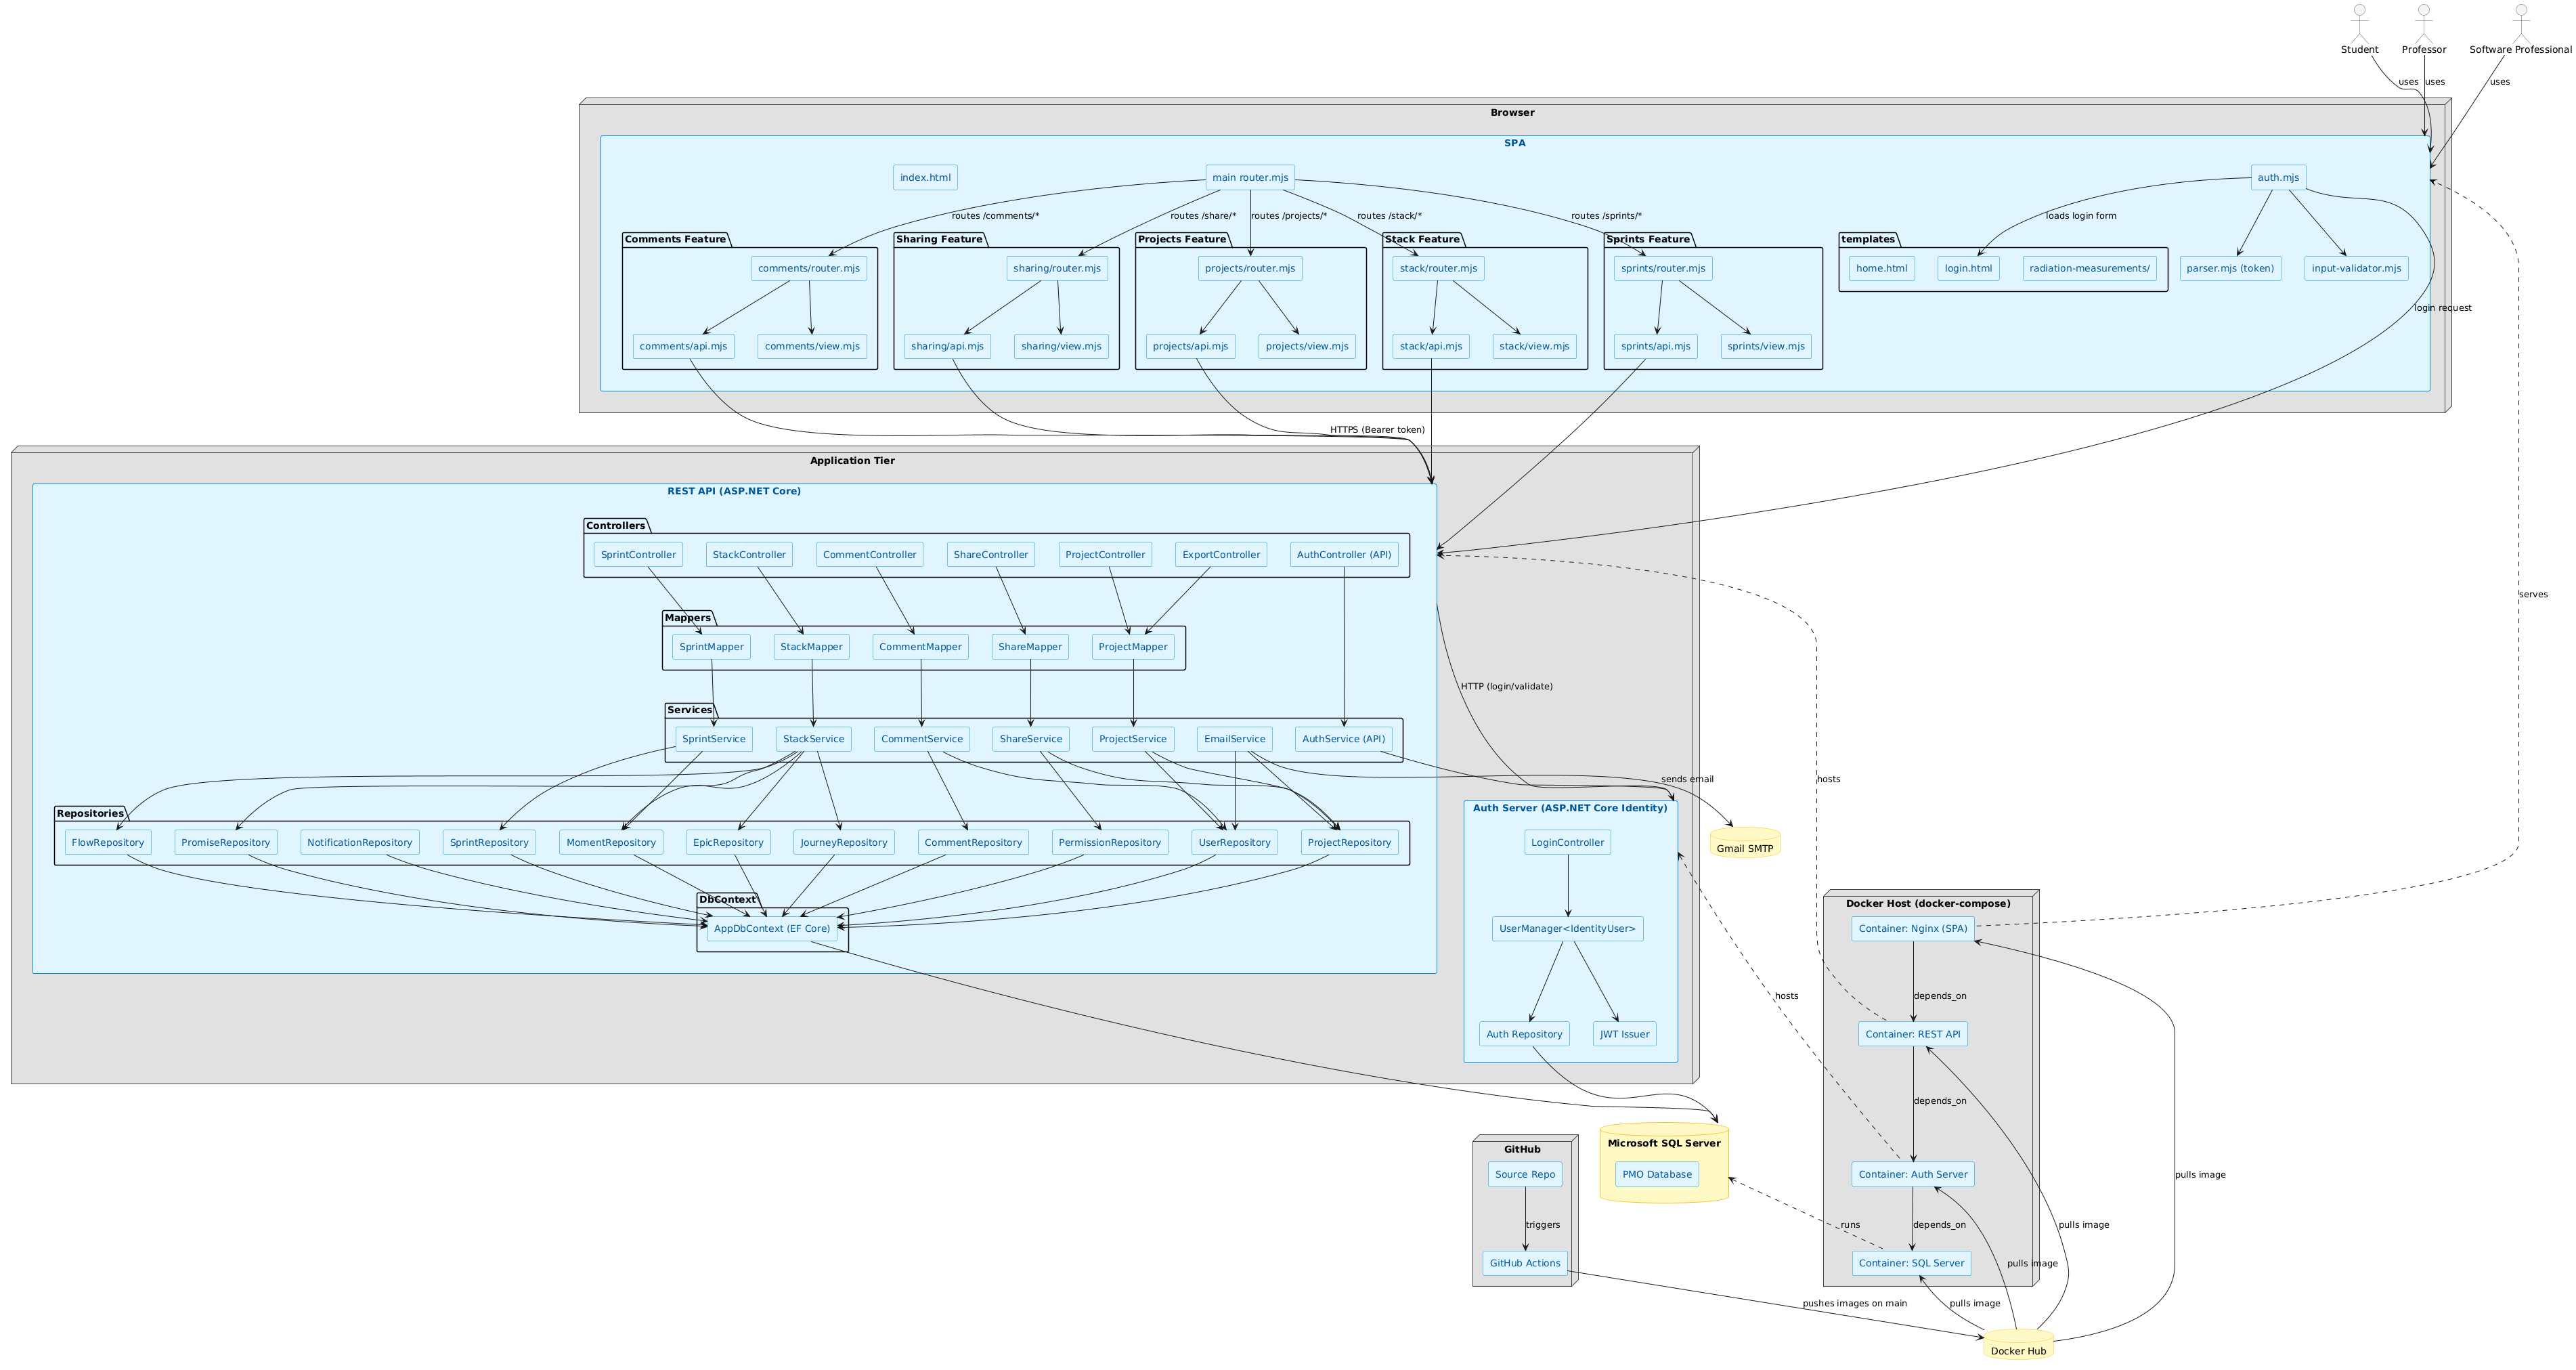 Student
Professor
Software Professional
uses
uses
uses
Browser
SPA
index.html
main router.mjs
auth.mjs
routes /comments/*
routes /share/*
routes /projects/*
routes /stack/*
routes /sprints/*
loads login form
Comments Feature
Sharing Feature
Projects Feature
Stack Feature
Sprints Feature
templates
comments/router.mjs
sharing/router.mjs
projects/router.mjs
stack/router.mjs
sprints/router.mjs
home.html
login.html
radiation-measurements/
parser.mjs (token)
input-validator.mjs
login request
comments/api.mjs
comments/view.mjs
sharing/api.mjs
sharing/view.mjs
projects/api.mjs
projects/view.mjs
stack/api.mjs
stack/view.mjs
sprints/api.mjs
sprints/view.mjs
HTTPS (Bearer token)
Application Tier
REST API (ASP.NET Core)
Controllers
SprintController
StackController
CommentController
ShareController
ProjectController
ExportController
AuthController (API)
serves
Mappers
SprintMapper
StackMapper
CommentMapper
ShareMapper
ProjectMapper
HTTP (login/validate)
Services
SprintService
StackService
CommentService
ShareService
ProjectService
EmailService
AuthService (API)
sends email
hosts
Repositories
FlowRepository
PromiseRepository
NotificationRepository
SprintRepository
MomentRepository
EpicRepository
JourneyRepository
CommentRepository
PermissionRepository
UserRepository
ProjectRepository
Auth Server (ASP.NET Core Identity)
LoginController
Gmail SMTP
DbContext
AppDbContext (EF Core)
UserManager<IdentityUser>
Docker Host (docker-compose)
Container: Nginx (SPA)
hosts
depends_on
Auth Repository
JWT Issuer
Container: REST API
depends_on
GitHub
Source Repo
Microsoft SQL Server
PMO Database
Container: Auth Server
pulls image
triggers
runs
depends_on
pulls image
GitHub Actions
Container: SQL Server
pulls image
pushes images on main
pulls image
Docker Hub